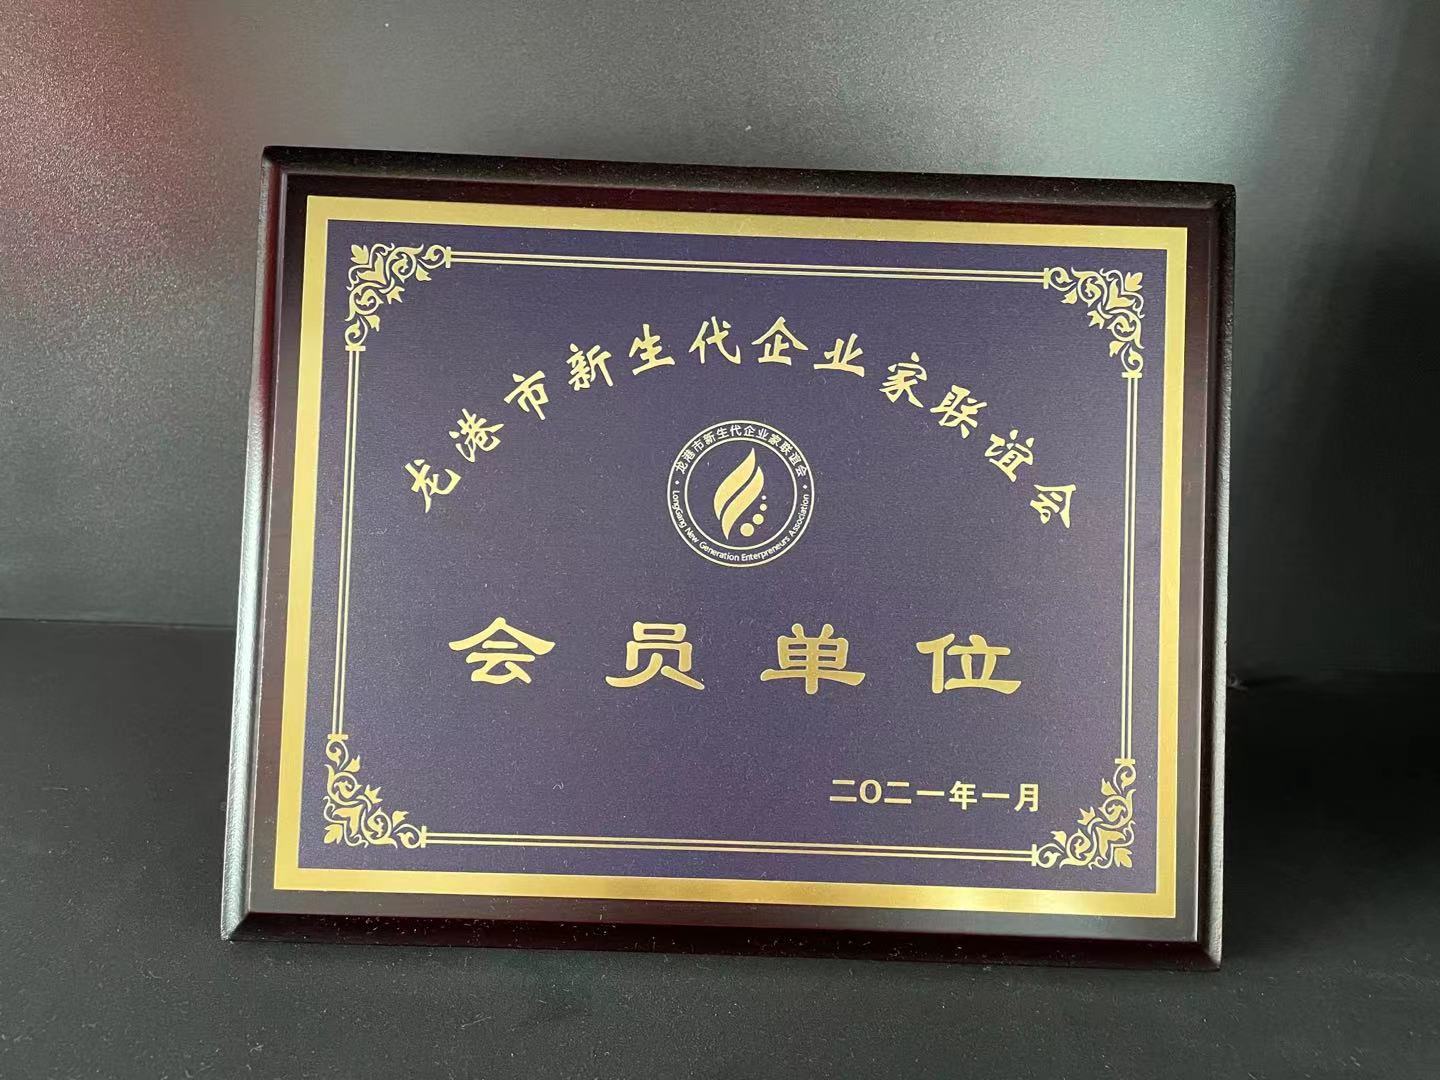 龙港市新生代企业家联谊会
龙港市新生代企业家联谊会
LongGang New Generation Enterpreneurs Association
会员单位
二〇二一年一月